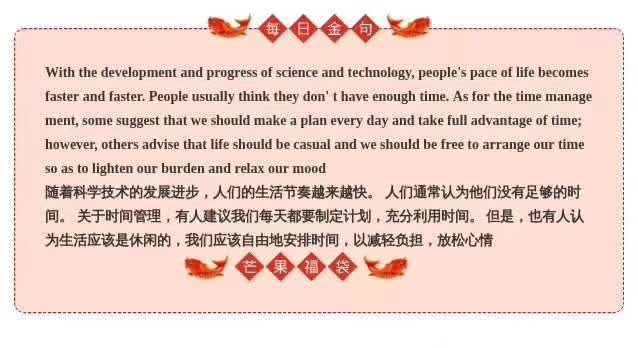 每日金句
With the development and progress of science and technology, people's pace of life becomes
faster and faster. People usually think they don' t have enough time. As for the time manage
ment, some suggest that we should make a plan every day and take full advantage of time;
however, others advise that life should be casual and we should be free to arrange our time
so as to lighten our burden and relax our mood
随着科学技术的发展进步，人们的生活节奏越来越快。 人们通常认为他们没有足够的时
间。 关于时间管理，有人建议我们每天都要制定计划，充分利用时间。 但是，也有人认
为生活应该是休闲的，我们应该自由地安排时间，以减轻负担，放松心情
芒果福袋